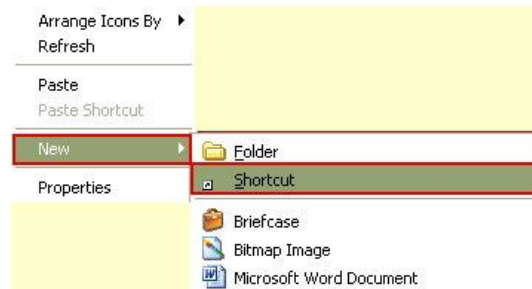 Arrange Icons By
Refresh
Paste
Paste Shortcut
New
Properties
Folder
Shortcut
Briefcase
Bitmap Image
Microsoft Word Document